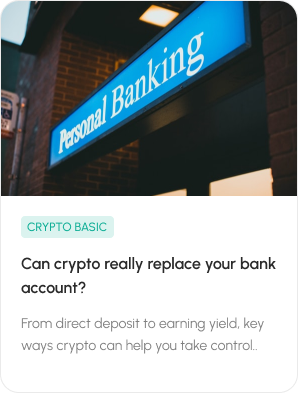 Personal Banking
CRYPTO BASIC
Can crypto really replace your bank
account?
From direct deposit to earning yield, key
ways crypto can help you take control..